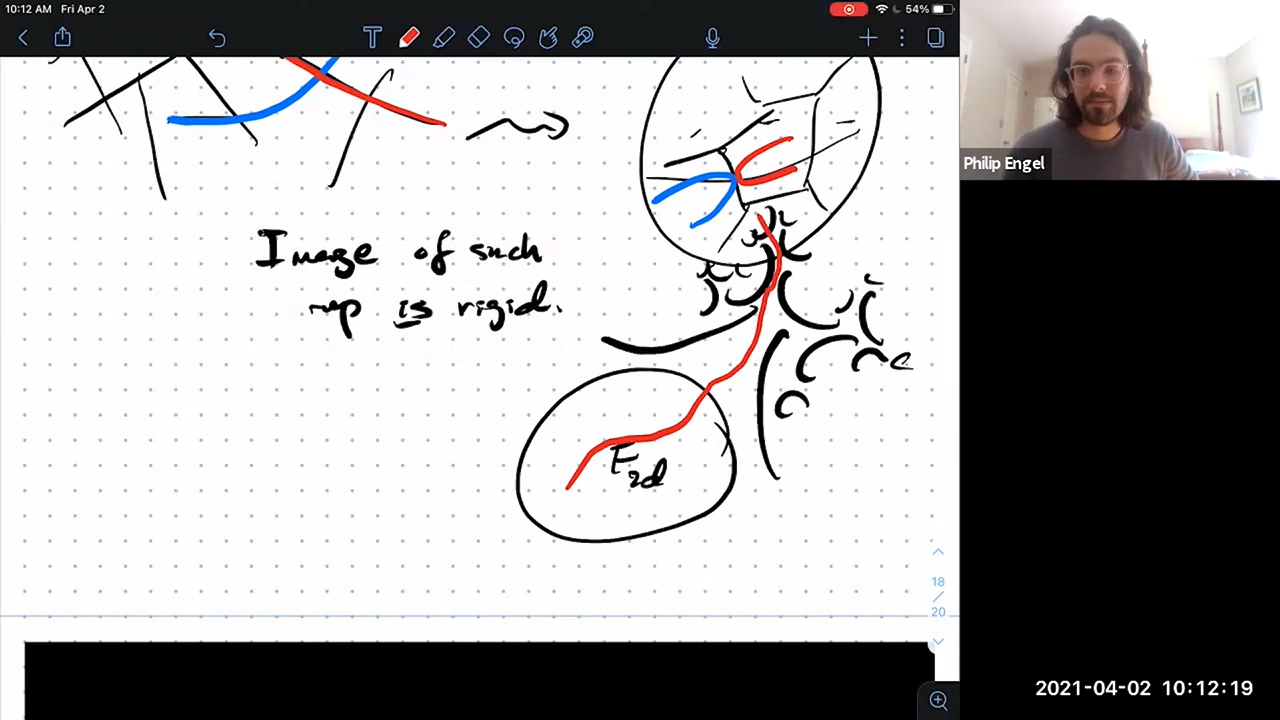 10:12 AM Fri Apr 2
54%
Philip Engel
Image of such
map is rigid.
F2d
18
/
20
2021-04-02 10:12:19